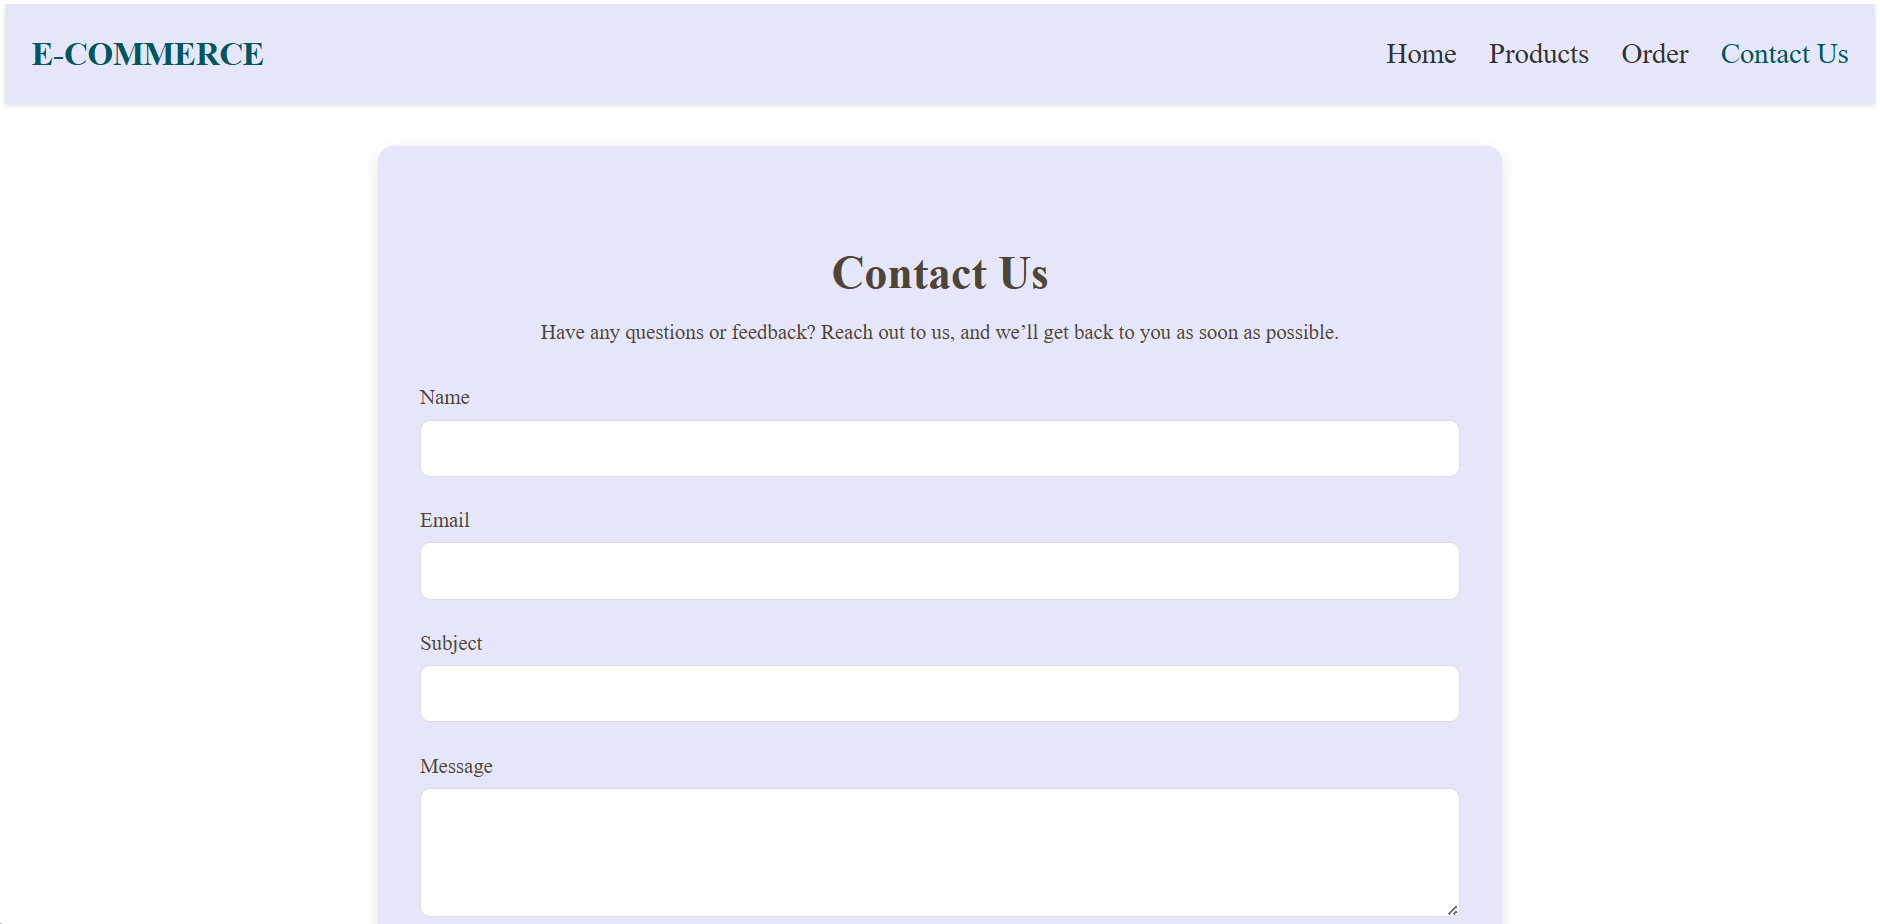 E-COMMERCE
Home Products Order Contact Us
Contact Us
Have any questions or feedback? Reach out to us, and we’ll get back to you as soon as possible.
Name
Email
Subject
Message